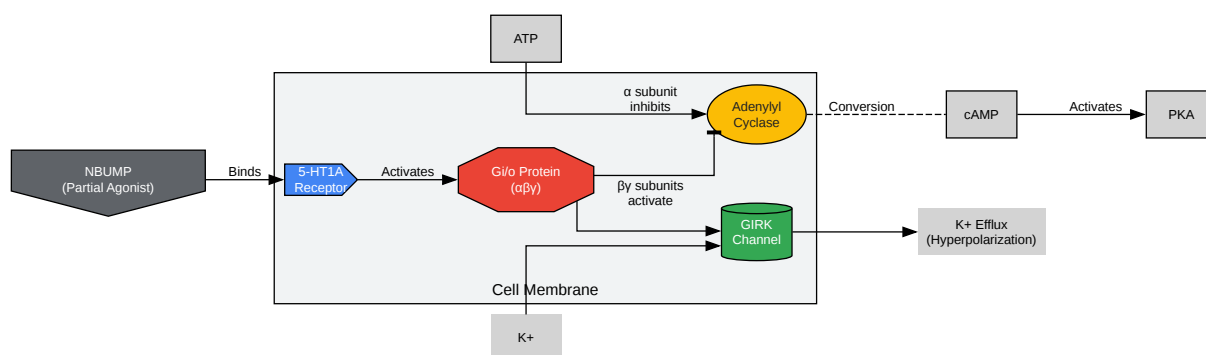 ATP
α subunit
inhibits
Adenylyl
Cyclase
Conversion
cAMP
Activates
PKA
NBUMP
(Partial Agonist)
Binds
5-HT1A
Receptor
Activates
Gi/o Protein
(αβγ)
βγ subunits
activate
GIRK
Channel
K+ Efflux
(Hyperpolarization)
Cell Membrane
K+